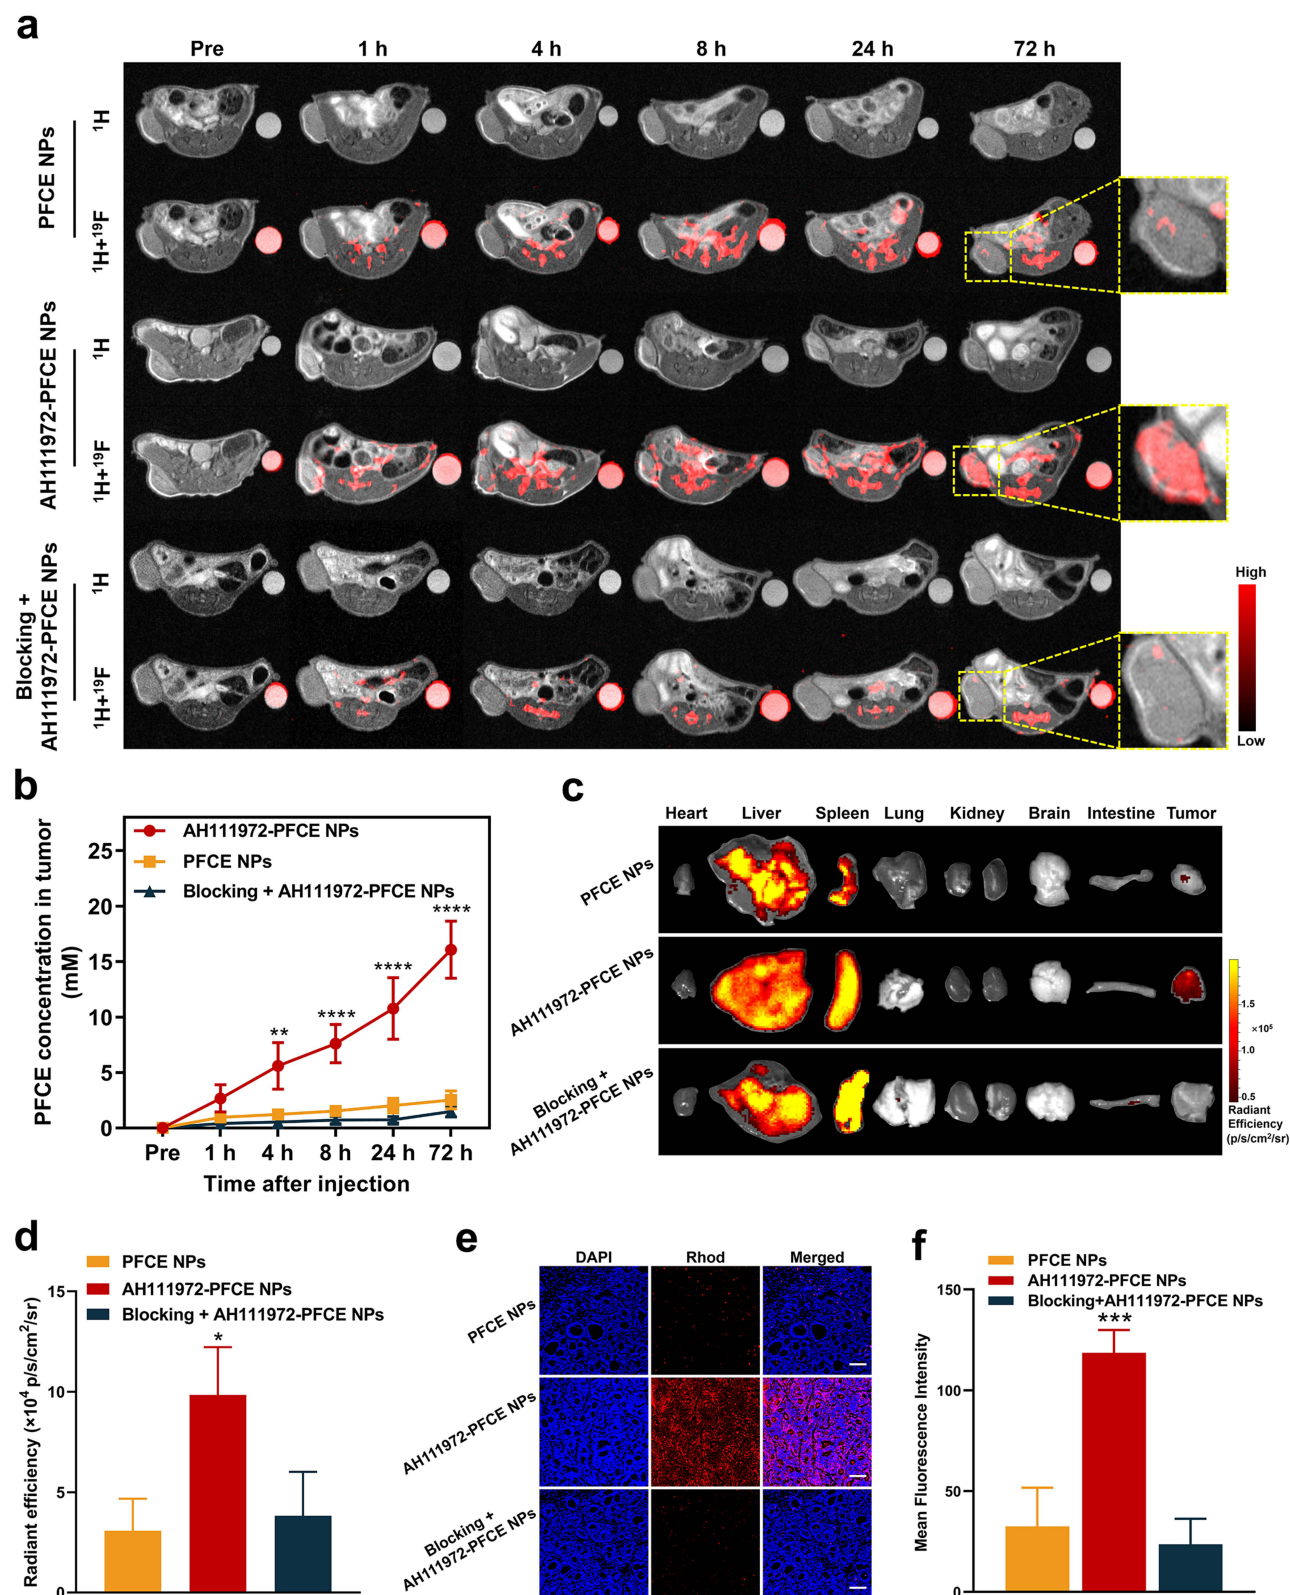 a
Pre 1 h 4 h 8 h 24 h 72 h
PFCE NPs
¹H
¹H+¹⁹F
AH111972-PFCE NPs
¹H
¹H+¹⁹F
Blocking +
AH111972-PFCE NPs
¹H
¹H+¹⁹F
High
Low
b
PFCE concentration in tumor
(mM)
AH111972-PFCE NPs
PFCE NPs
Blocking + AH111972-PFCE NPs
25
20
15
10
5
0
** **** **** ****
Pre 1 h 4 h 8 h 24 h 72 h
Time after injection
c
Heart Liver Spleen Lung Kidney Brain Intestine Tumor
PFCE NPs
AH111972-PFCE NPs
Blocking +
AH111972-PFCE NPs
1.5
×10⁵
1.0
0.5
Radiant
Efficiency
(p/s/cm²/sr)
d
PFCE NPs
AH111972-PFCE NPs
Blocking + AH111972-PFCE NPs
Radiant efficiency (×10⁴ p/s/cm²/sr)
15
10
5
0
*
e
DAPI Rhod Merged
PFCE NPs
AH111972-PFCE NPs
Blocking +
AH111972-PFCE NPs
f
PFCE NPs
AH111972-PFCE NPs
Blocking+AH111972-PFCE NPs
Mean Fluorescence Intensity
150
100
50
0
***